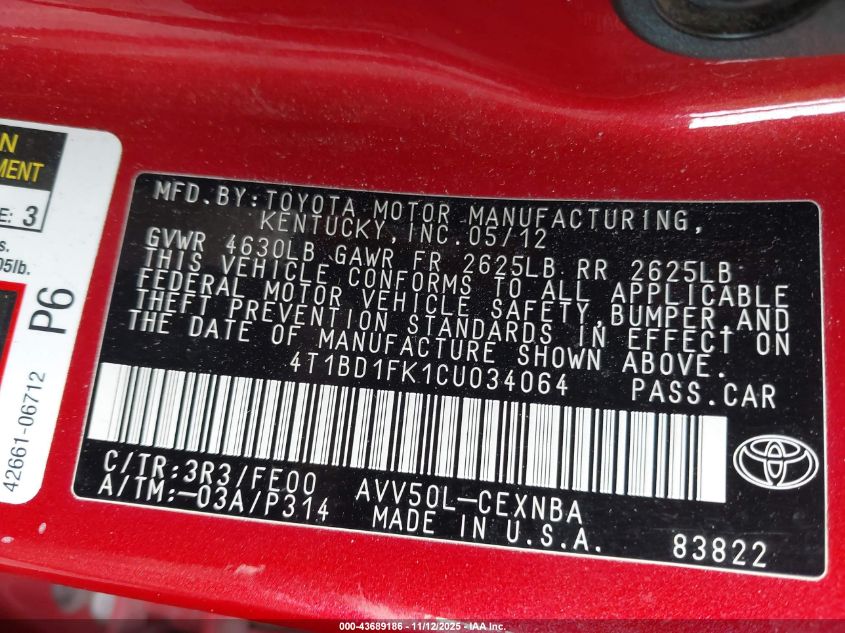 N
MENT
E: 3
s.
05lb.
P6
42661-06712
MFD. BY: TOYOTA MOTOR MANUFACTURING,
KENTUCKY, INC. 05/12
GVWR 4630LB GAWR FR 2625LB RR 2625LB
THIS VEHICLE CONFORMS TO ALL APPLICABLE
FEDERAL MOTOR VEHICLE SAFETY, BUMPER, AND
THEFT PREVENTION STANDARDS IN EFFECT ON
THE DATE OF MANUFACTURE SHOWN ABOVE.
4T1BD1FK1CU034064 PASS.CAR
C/TR: 3R3/FE00 AVV50L-CEXNBA
A/TM: -03A/P314 MADE IN U.S.A. 83822
000-43689186 - 11/12/2025 - IAA Inc.